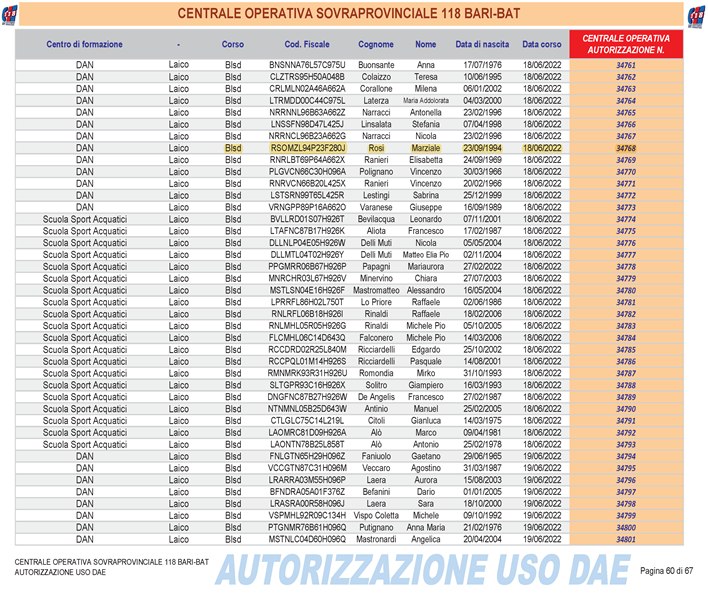 CENTRALE OPERATIVA SOVRAPROVINCIALE 118 BARI-BAT
Centro di formazione - Corso Cod. Fiscale Cognome Nome Data di nascita Data corso CENTRALE OPERATIVA AUTORIZZAZIONE N.
DAN Laico Blsd BNSNNA76L57C975U Buonsante Anna 17/07/1976 18/06/2022 34761
DAN Laico Blsd CLZTRS95H50A048B Colaizzo Teresa 10/06/1995 18/06/2022 34762
DAN Laico Blsd CRLMLN02A46A662A Corallone Milena 06/01/2002 18/06/2022 34763
DAN Laico Blsd LTRMDD00C44C975L Laterza Maria Addolorata 04/03/2000 18/06/2022 34764
DAN Laico Blsd NRRNNL96B63A662Z Narracci Antonella 23/02/1996 18/06/2022 34765
DAN Laico Blsd LNSSFN98D47L425J Linsalata Stefania 07/04/1998 18/06/2022 34766
DAN Laico Blsd NRRNCL96B23A662G Narracci Nicola 23/02/1996 18/06/2022 34767
DAN Laico Blsd RSOMZL94P23F280J Rosi Marziale 23/09/1994 18/06/2022 34768
DAN Laico Blsd RNRLBT69P64A662X Ranieri Elisabetta 24/09/1969 18/06/2022 34769
DAN Laico Blsd PLGVCN66C30H096A Polignano Vincenzo 30/03/1966 18/06/2022 34770
DAN Laico Blsd RNRVCN66B20L425X Ranieri Vincenzo 20/02/1966 18/06/2022 34771
DAN Laico Blsd LSTSRN99T65L425R Lestingi Sabrina 25/12/1999 18/06/2022 34772
DAN Laico Blsd VRNGPP89P16A662O Varanese Giuseppe 16/09/1989 18/06/2022 34773
Scuola Sport Acquatici Laico Blsd BVLLRD01S07H926T Bevilacqua Leonardo 07/11/2001 18/06/2022 34774
Scuola Sport Acquatici Laico Blsd LTAFNC87B17H926K Aliota Francesco 17/02/1987 18/06/2022 34775
Scuola Sport Acquatici Laico Blsd DLLNLP04E05H926W Delli Muti Nicola 05/05/2004 18/06/2022 34776
Scuola Sport Acquatici Laico Blsd DLLMTL04T02H926Y Delli Muti Matteo Elia Pio 02/11/2004 18/06/2022 34777
Scuola Sport Acquatici Laico Blsd PPGMRR06B67H926P Papagni Mariaurora 27/02/2022 18/06/2022 34778
Scuola Sport Acquatici Laico Blsd MNRCHR03L67H926V Minervino Chiara 27/07/2003 18/06/2022 34779
Scuola Sport Acquatici Laico Blsd MSTLSN04E16H926F Mastromatteo Alessandro 16/05/2004 18/06/2022 34780
Scuola Sport Acquatici Laico Blsd LPRRFL86H02L750T Lo Priore Raffaele 02/06/1986 18/06/2022 34781
Scuola Sport Acquatici Laico Blsd RNLRFL06B18H926I Rinaldi Raffaele 18/02/2006 18/06/2022 34782
Scuola Sport Acquatici Laico Blsd RNLMHL05R05H926G Rinaldi Michele Pio 05/10/2005 18/06/2022 34783
Scuola Sport Acquatici Laico Blsd FLCMHL06C14D643Q Falconero Michele Pio 14/03/2006 18/06/2022 34784
Scuola Sport Acquatici Laico Blsd RCCDRD02R25L840M Ricciardelli Edgardo 25/10/2002 18/06/2022 34785
Scuola Sport Acquatici Laico Blsd RCCPQL01M14H926S Ricciardelli Pasquale 14/08/2001 18/06/2022 34786
Scuola Sport Acquatici Laico Blsd RMNMRK93R31H926U Romondia Mirko 31/10/1993 18/06/2022 34787
Scuola Sport Acquatici Laico Blsd SLTGPR93C16H926X Solitro Giampiero 16/03/1993 18/06/2022 34788
Scuola Sport Acquatici Laico Blsd DNGFNC87B27H926W De Angelis Francesco 27/02/1987 18/06/2022 34789
Scuola Sport Acquatici Laico Blsd NTNMNL05B25D643W Antinio Manuel 25/02/2005 18/06/2022 34790
Scuola Sport Acquatici Laico Blsd CTLGLC75C14L219L Citoli Gianluca 14/03/1975 18/06/2022 34791
Scuola Sport Acquatici Laico Blsd LAOMRC81D09H926A Alò Marco 09/04/1981 18/06/2022 34792
Scuola Sport Acquatici Laico Blsd LAONTN78B25L858T Alò Antonio 25/02/1978 18/06/2022 34793
DAN Laico Blsd FNLGTN65H29H096Z Faniuolo Gaetano 29/06/1965 19/06/2022 34794
DAN Laico Blsd VCCGTN87C31H096M Veccaro Agostino 31/03/1987 19/06/2022 34795
DAN Laico Blsd LRARRA03M55H096P Laera Aurora 15/08/2003 19/06/2022 34796
DAN Laico Blsd BFNDRA05A01F376Z Befanini Dario 01/01/2005 19/06/2022 34797
DAN Laico Blsd LRASRA00R58H096J Laera Sara 18/10/2000 19/06/2022 34798
DAN Laico Blsd VSPMHL92R09C134H Vispo Coletta Michele 09/10/1992 19/06/2022 34799
DAN Laico Blsd PTGNMR76B61H096Q Putignano Anna Maria 21/02/1976 19/06/2022 34800
DAN Laico Blsd MSTNLC04D60H096Q Mastronardi Angelica 20/04/2004 19/06/2022 34801
CENTRALE OPERATIVA SOVRAPROVINCIALE 118 BARI-BAT
AUTORIZZAZIONE USO DAE
AUTORIZZAZIONE USO DAE
Pagina 60 di 67